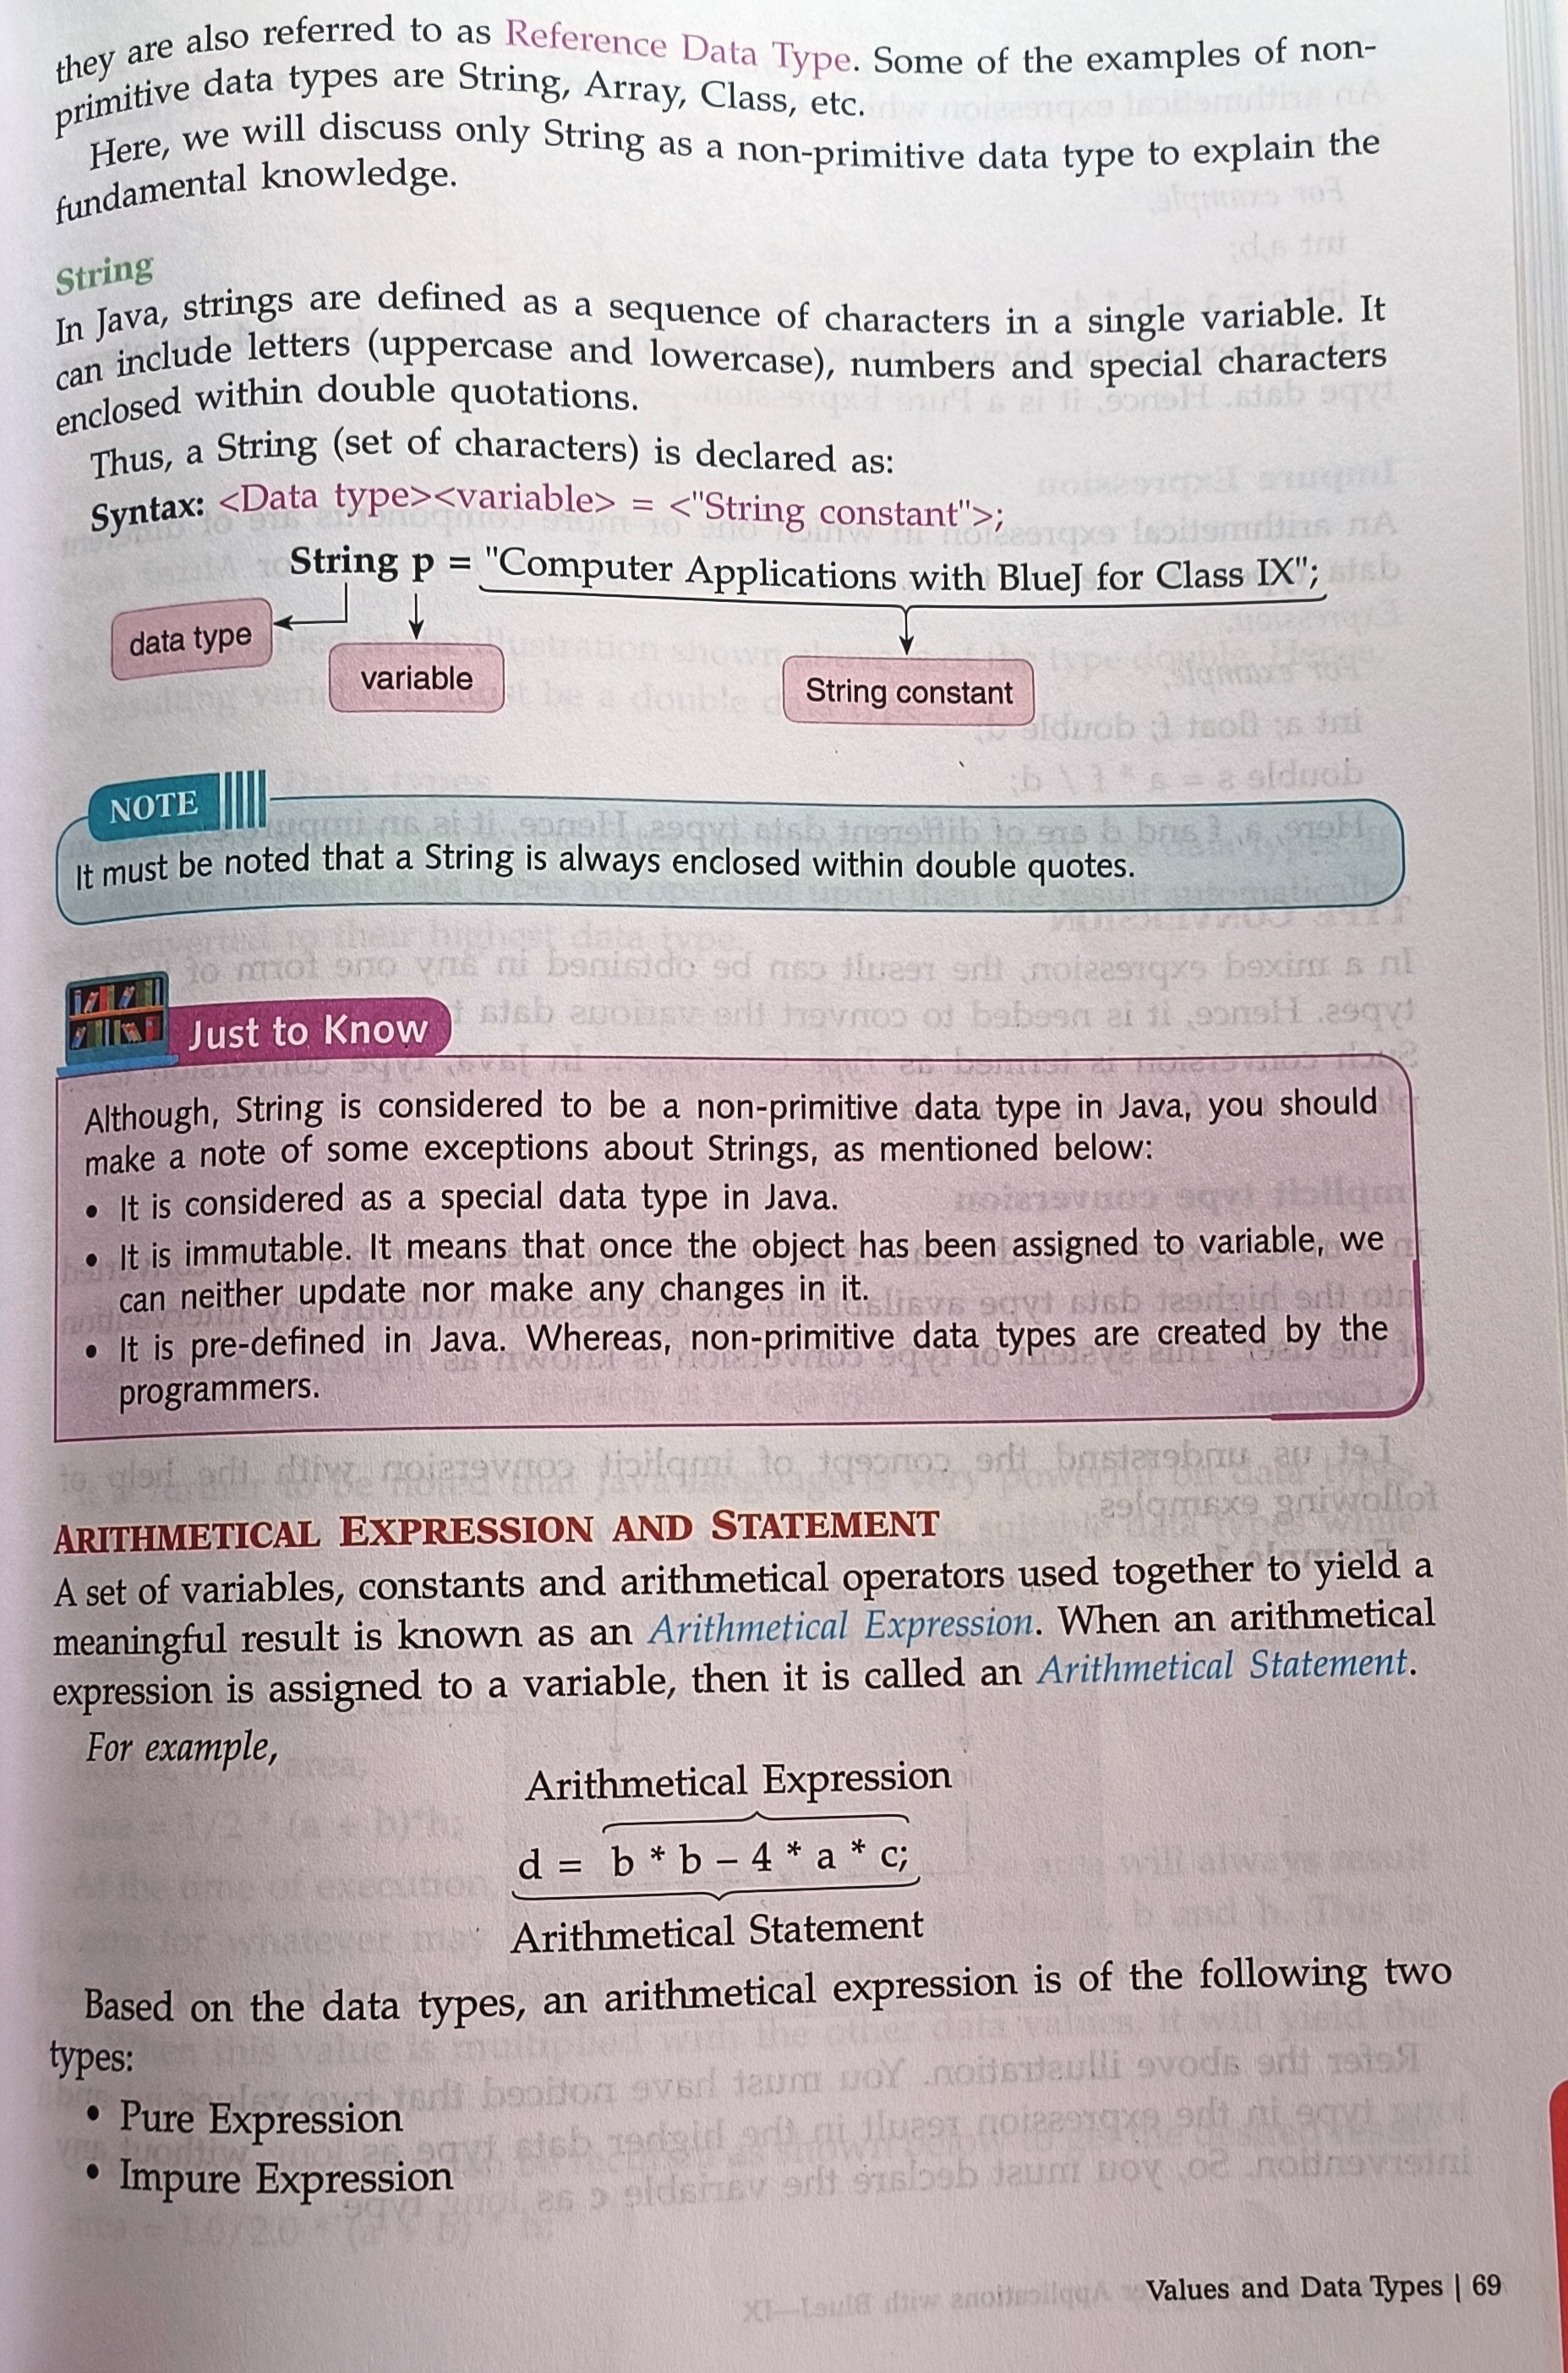 they are also referred to as Reference Data Type. Some of the examples of non-
primitive data types are String, Array, Class, etc.
Here, we will discuss only String as a non-primitive data type to explain the
fundamental knowledge.
String
In Java, strings are defined as a sequence of characters in a single variable. It
can include letters (uppercase and lowercase), numbers and special characters
enclosed within double quotations.
Thus, a String (set of characters) is declared as:
Syntax: <Data type><variable> = <"String constant">;
String p = "Computer Applications with BlueJ for Class IX";
data type
variable
String constant
NOTE
It must be noted that a String is always enclosed within double quotes.
Just to Know
Although, String is considered to be a non-primitive data type in Java, you should
make a note of some exceptions about Strings, as mentioned below:
• It is considered as a special data type in Java.
• It is immutable. It means that once the object has been assigned to variable, we
can neither update nor make any changes in it.
• It is pre-defined in Java. Whereas, non-primitive data types are created by the
programmers.
ARITHMETICAL EXPRESSION AND STATEMENT
A set of variables, constants and arithmetical operators used together to yield a
meaningful result is known as an Arithmetical Expression. When an arithmetical
expression is assigned to a variable, then it is called an Arithmetical Statement.
For example,
Arithmetical Expression
d = b * b – 4 * a * c;
Arithmetical Statement
Based on the data types, an arithmetical expression is of the following two
types:
• Pure Expression
• Impure Expression
Values and Data Types | 69